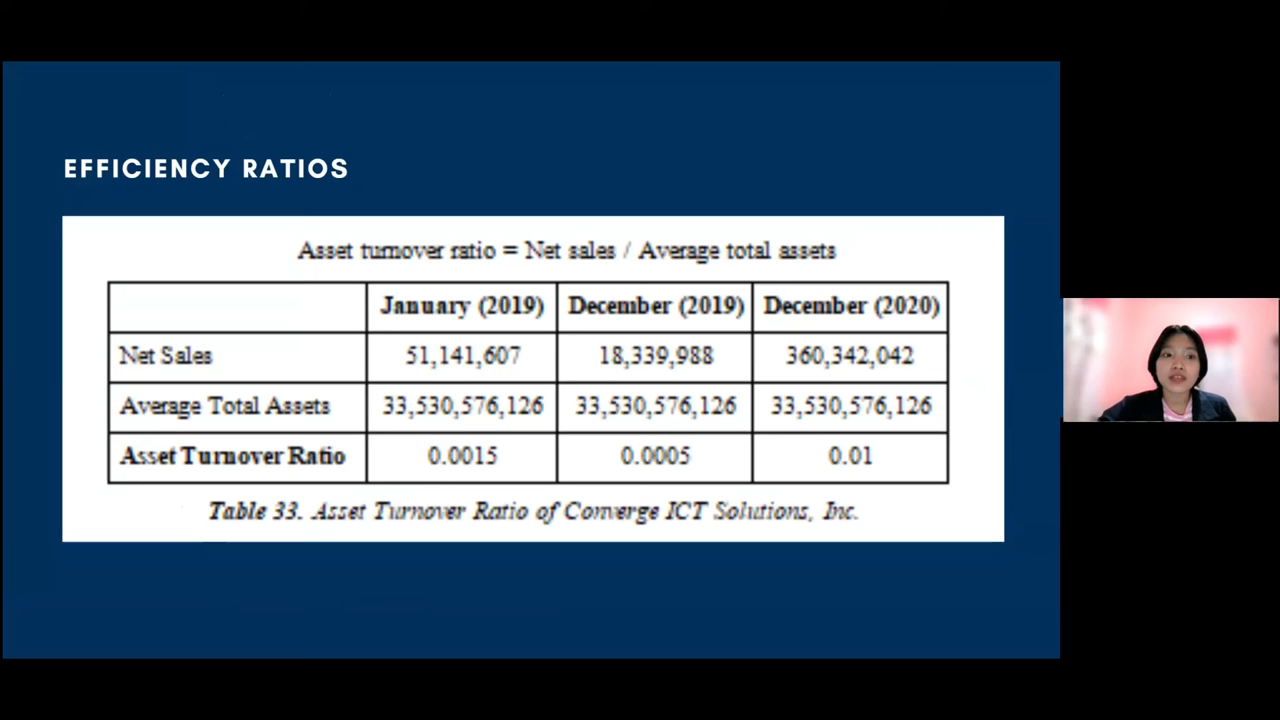 EFFICIENCY RATIOS
Asset turnover ratio = Net sales / Average total assets
January (2019) December (2019) December (2020)
Net Sales 51,141,607 18,339,988 360,342,042
Average Total Assets 33,530,576,126 33,530,576,126 33,530,576,126
Asset Turnover Ratio 0.0015 0.0005 0.01
Table 33. Asset Turnover Ratio of Converge ICT Solutions, Inc.